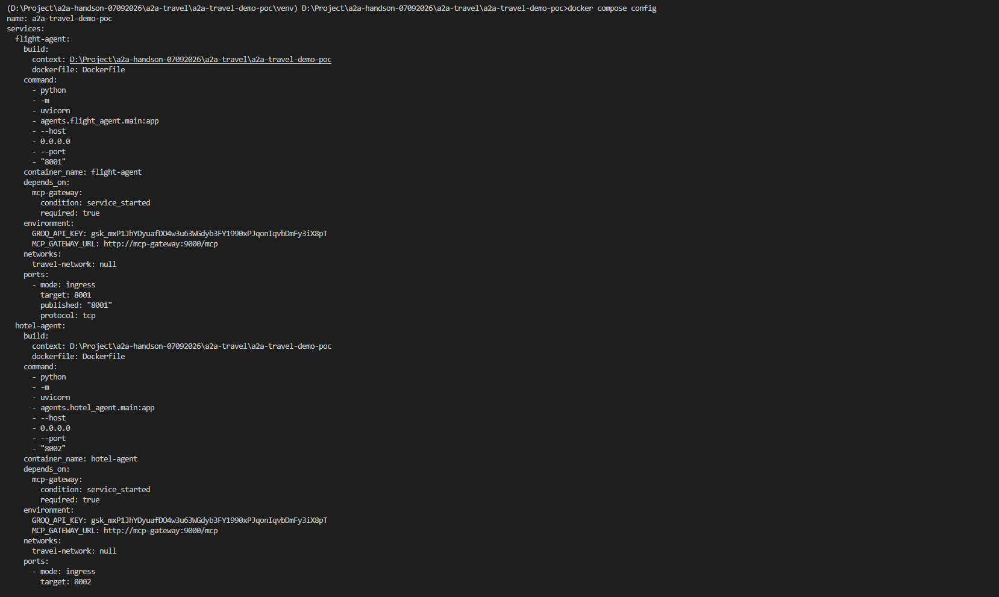 (D:\Project\a2a-handson-07092026\a2a-travel\a2a-travel-demo-poc\venv) D:\Project\a2a-handson-07092026\a2a-travel\a2a-travel-demo-poc>docker compose config
name: a2a-travel-demo-poc
services:
  flight-agent:
    build:
      context: D:\Project\a2a-handson-07092026\a2a-travel\a2a-travel-demo-poc
      dockerfile: Dockerfile
    command:
      - python
      - -m
      - uvicorn
      - agents.flight_agent.main:app
      - --host
      - 0.0.0.0
      - --port
      - "8001"
    container_name: flight-agent
    depends_on:
      mcp-gateway:
        condition: service_started
        required: true
    environment:
      GROQ_API_KEY: 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
      MCP_GATEWAY_URL: http://mcp-gateway:9000/mcp
    networks:
      travel-network: null
    ports:
      - mode: ingress
        target: 8001
        published: "8001"
        protocol: tcp
  hotel-agent:
    build:
      context: D:\Project\a2a-handson-07092026\a2a-travel\a2a-travel-demo-poc
      dockerfile: Dockerfile
    command:
      - python
      - -m
      - uvicorn
      - agents.hotel_agent.main:app
      - --host
      - 0.0.0.0
      - --port
      - "8002"
    container_name: hotel-agent
    depends_on:
      mcp-gateway:
        condition: service_started
        required: true
    environment:
      GROQ_API_KEY: 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
      MCP_GATEWAY_URL: http://mcp-gateway:9000/mcp
    networks:
      travel-network: null
    ports:
      - mode: ingress
        target: 8002